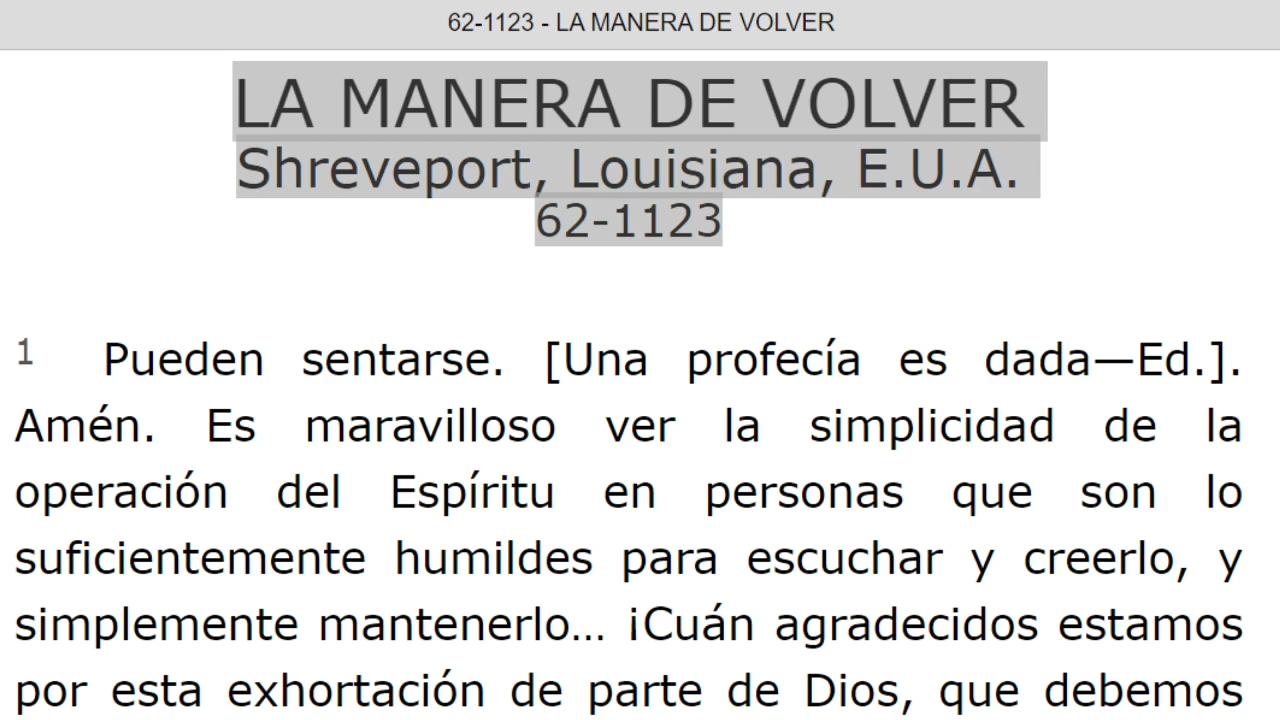 62-1123 - LA MANERA DE VOLVER
LA MANERA DE VOLVER
Shreveport, Louisiana, E.U.A.
62-1123
1 Pueden sentarse. [Una profecía es dada—Ed.].
Amén. Es maravilloso ver la simplicidad de la
operación del Espíritu en personas que son lo
suficientemente humildes para escuchar y creerlo, y
simplemente mantenerlo... ¡Cuán agradecidos estamos
por esta exhortación de parte de Dios, que debemos